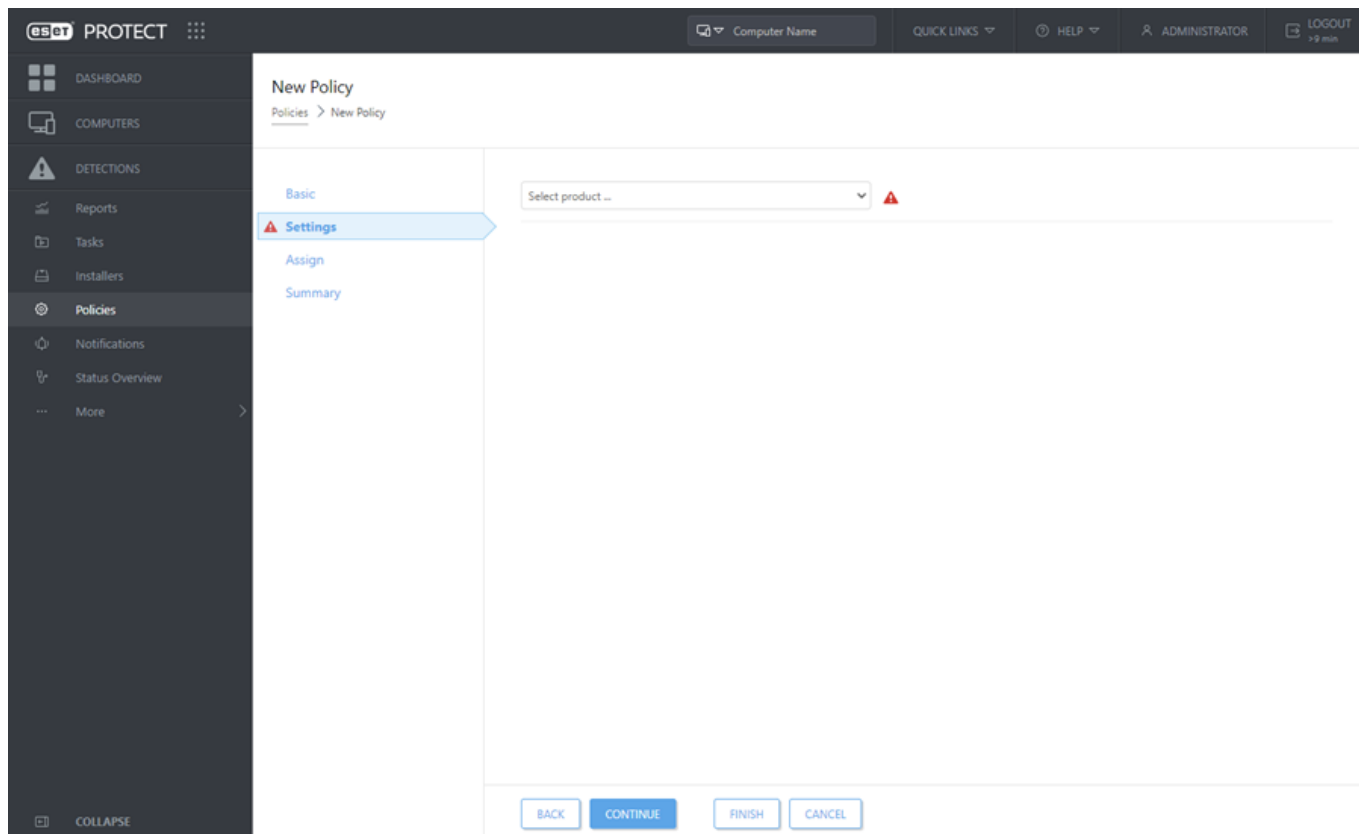 eset PROTECT
Computer Name
QUICK LINKS
HELP
ADMINISTRATOR
LOGOUT
>9 min
DASHBOARD
COMPUTERS
DETECTIONS
Reports
Tasks
Installers
Policies
Notifications
Status Overview
More
COLLAPSE
New Policy
Policies > New Policy
Basic
Settings
Assign
Summary
Select product ...
BACK
CONTINUE
FINISH
CANCEL